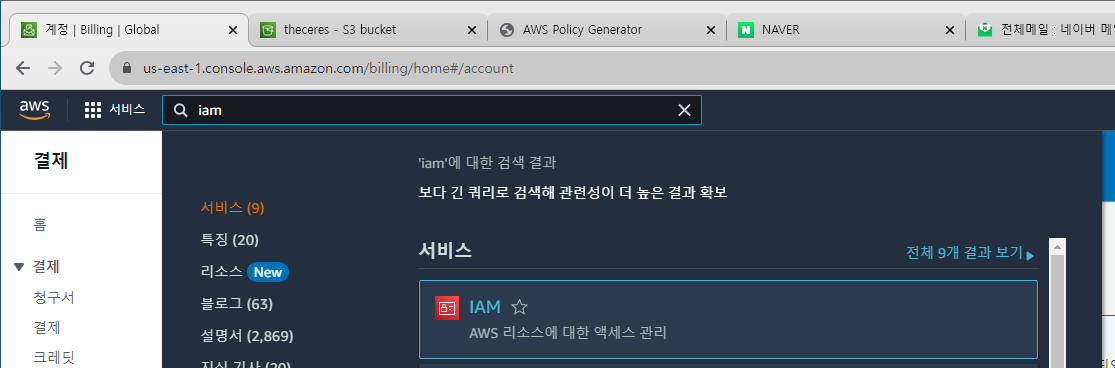 계정 | Billing | Global
theceres - S3 bucket
AWS Policy Generator
NAVER
전체메일 : 네이버 메
us-east-1.console.aws.amazon.com/billing/home#/account
aws
서비스
iam
결제
홈
결제
청구서
결제
크레딧
서비스 (9)
특징 (20)
리소스 New
블로그 (63)
설명서 (2,869)
지식 기사 (20)
'iam'에 대한 검색 결과
보다 긴 쿼리로 검색해 관련성이 더 높은 결과 확보
서비스
전체 9개 결과 보기
IAM
AWS 리소스에 대한 액세스 관리